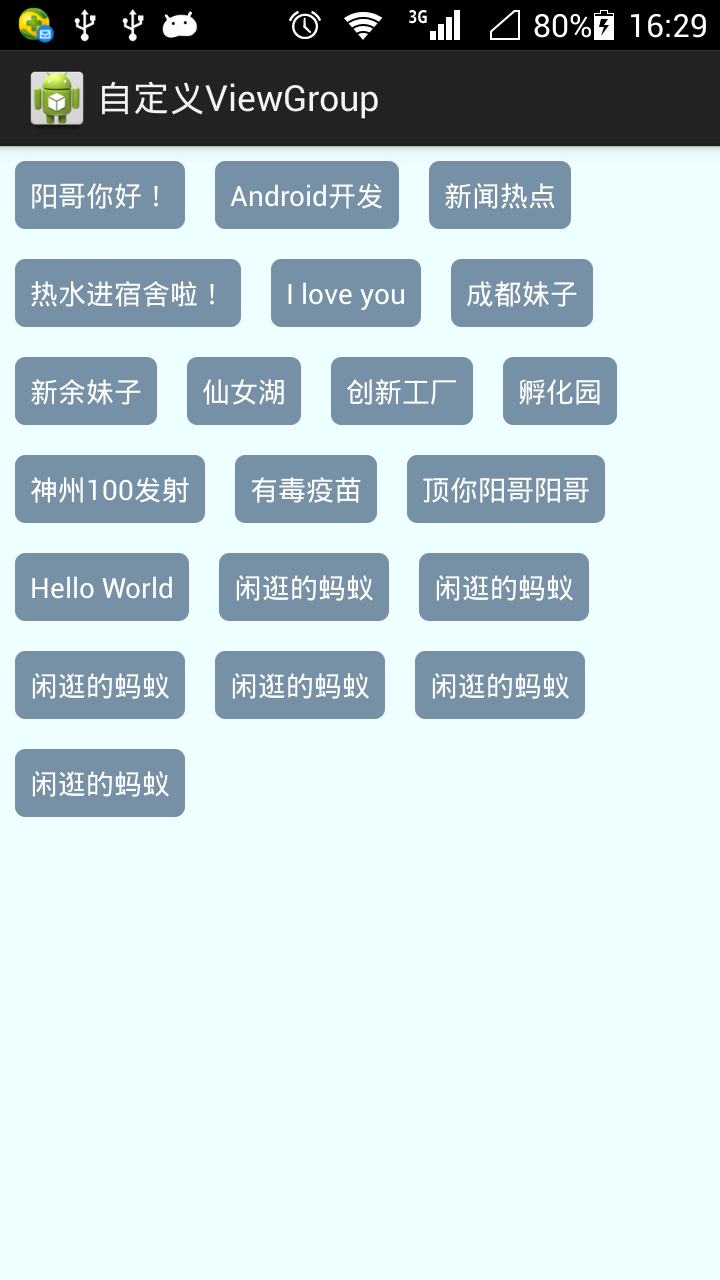 3G 80% 16:29
自定义ViewGroup
阳哥你好！ Android开发 新闻热点
热水进宿舍啦！ I love you 成都妹子
新余妹子 仙女湖 创新工厂 孵化园
神州100发射 有毒疫苗 顶你阳哥阳哥
Hello World 闲逛的蚂蚁 闲逛的蚂蚁
闲逛的蚂蚁 闲逛的蚂蚁 闲逛的蚂蚁
闲逛的蚂蚁